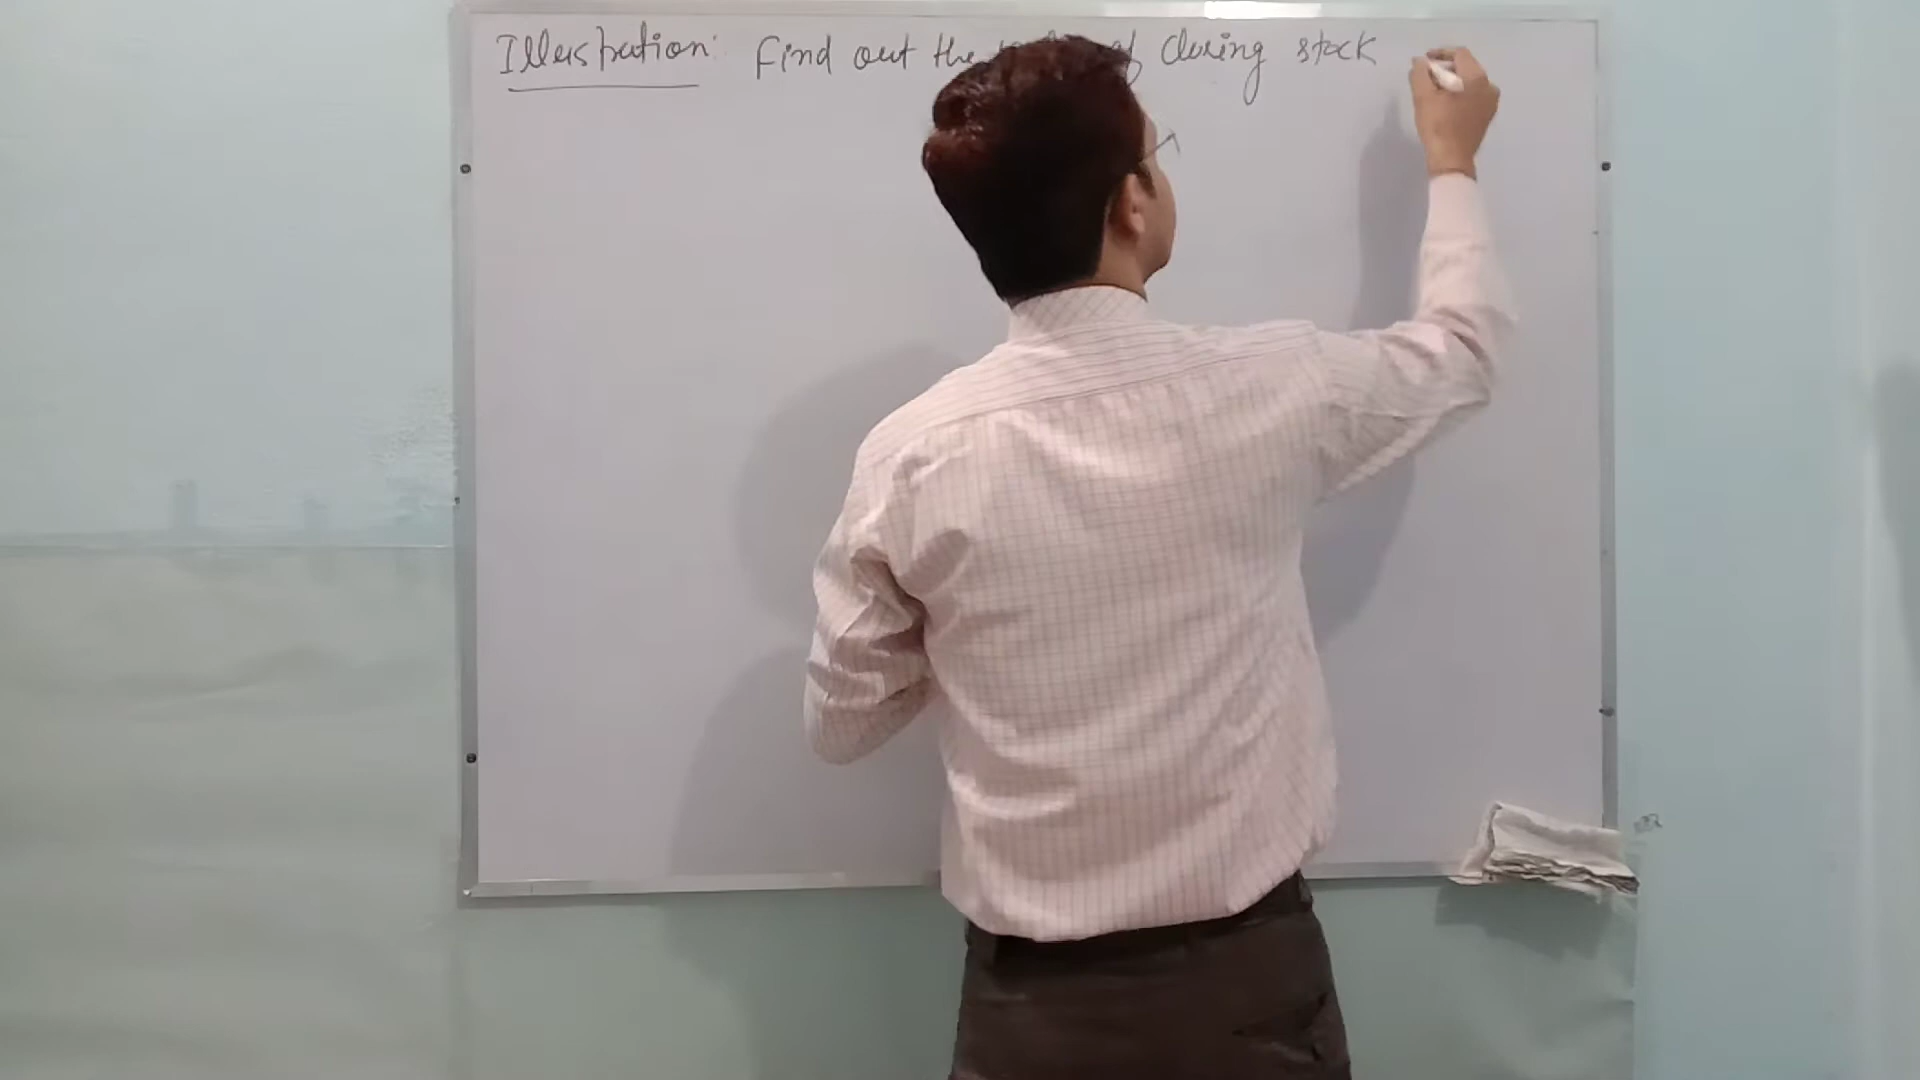 Illustration: Find out the of closing stock